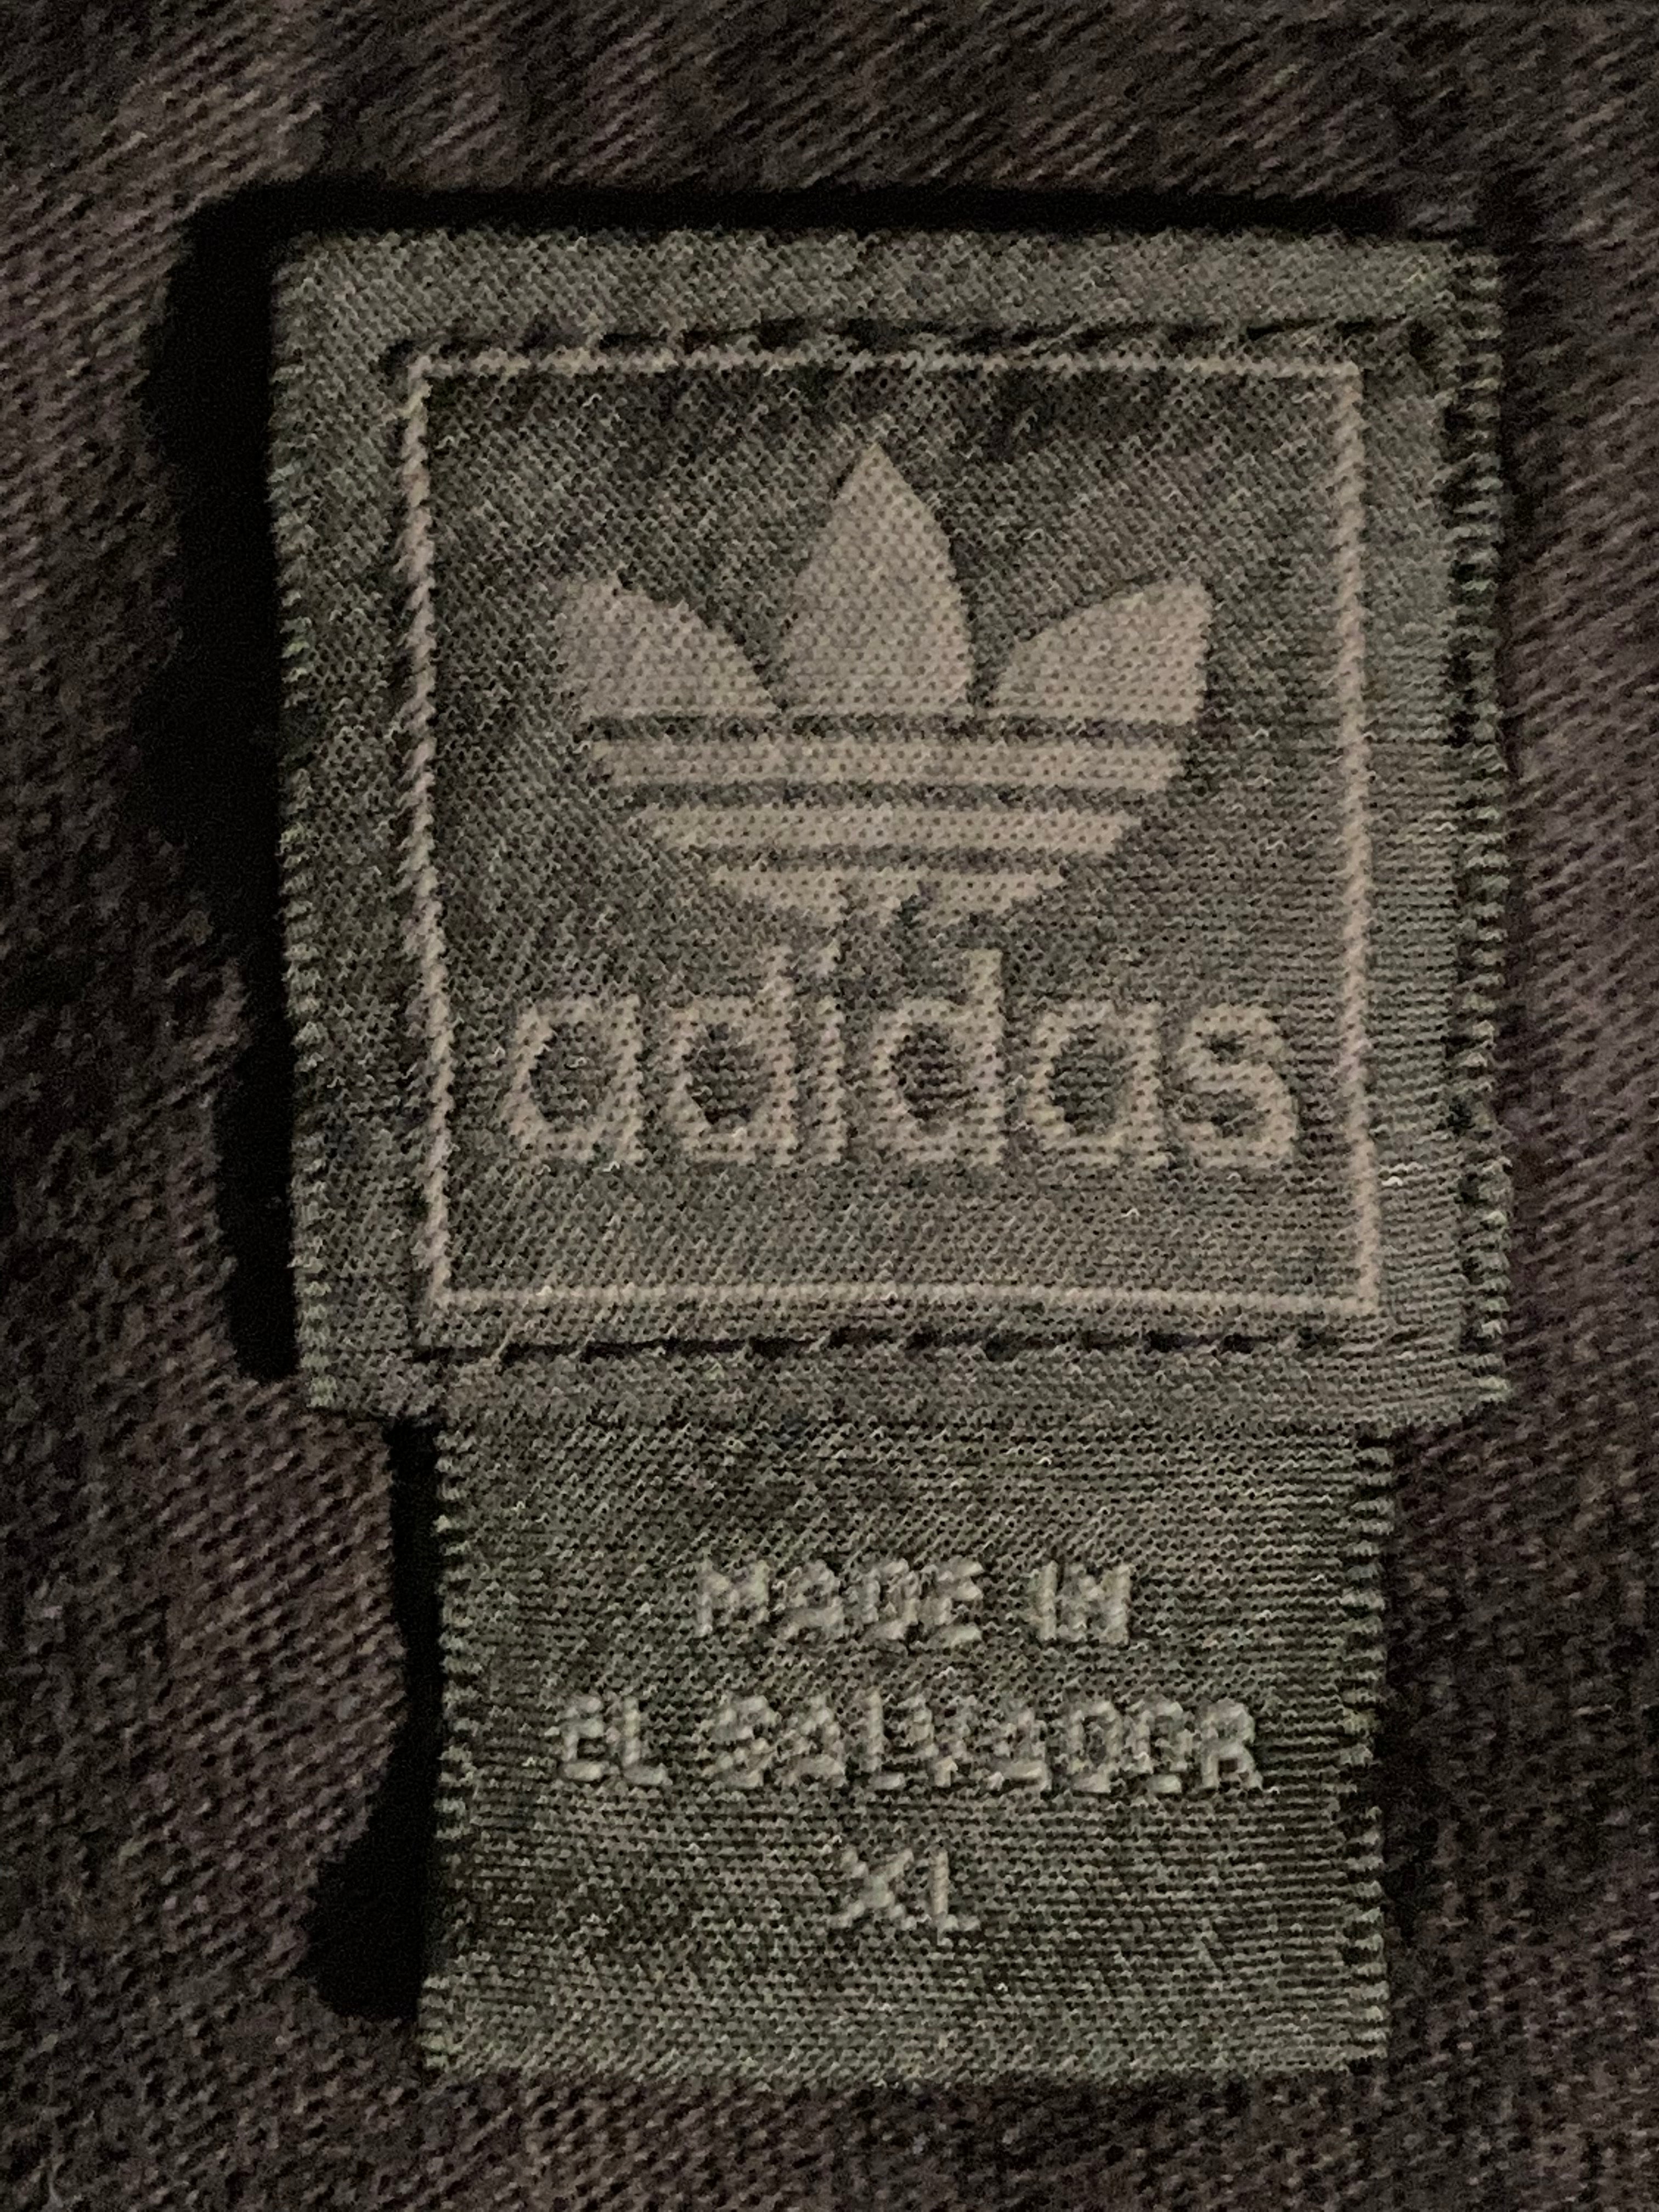 adidas
MADE IN
EL SALVADOR
XL